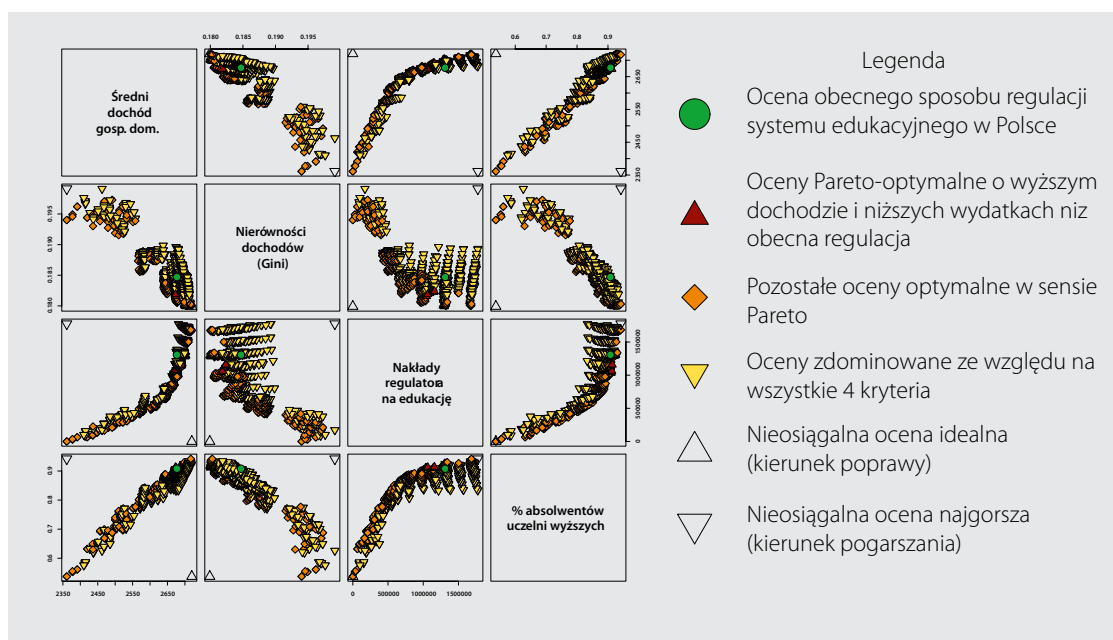 0.180 0.185 0.190 0.195
0.6 0.7 0.8 0.9
Średni
dochód
gosp. dom.
2350 2450 2550 2650
0.180 0.185 0.190 0.195
Nierówności
dochodów
(Gini)
Nakłady
regulatora
na edukację
0 500000 1000000 1500000
0.6 0.7 0.8 0.9
% absolwentów
uczelni wyższych
2350 2450 2550 2650
0 500000 1000000 1500000
Legenda
Ocena obecnego sposobu regulacji
systemu edukacyjnego w Polsce
Oceny Pareto-optymalne o wyższym
dochodzie i niższych wydatkach niz
obecna regulacja
Pozostałe oceny optymalne w sensie
Pareto
Oceny zdominowane ze względu na
wszystkie 4 kryteria
Nieosiągalna ocena idealna
(kierunek poprawy)
Nieosiągalna ocena najgorsza
(kierunek pogarszania)